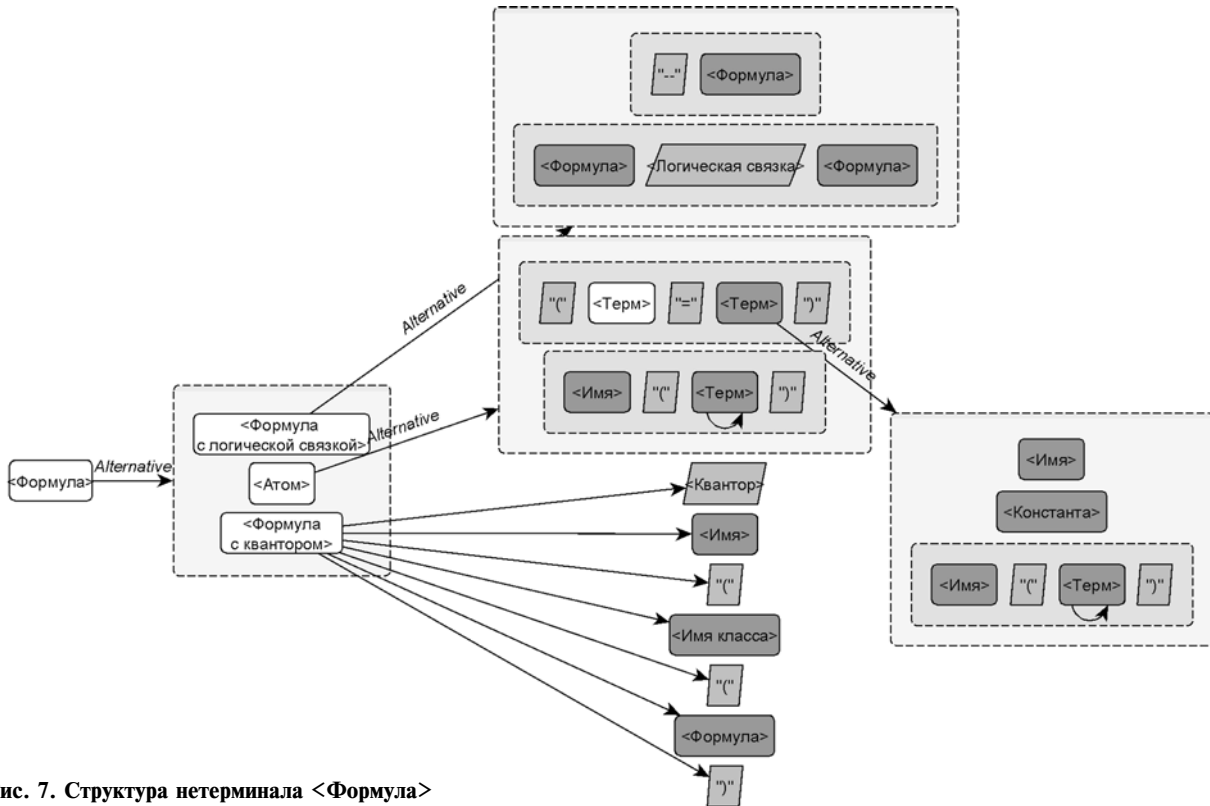 "--" <Формула>
<Формула> <Логическая связка> <Формула>
"(" <Терм> "=" <Терм> ")"
Alternative
Alternative
<Имя> "(" <Терм> ")"
<Формула
с логической связкой>
Alternative
<Формула>
Alternative
<Атом>
<Формула
с квантором>
<Квантор>
<Имя>
"("
<Имя класса>
"("
<Формула>
")"
<Имя>
<Константа>
<Имя> "(" <Терм> ")"
ис. 7. Структура нетерминала <Формула>